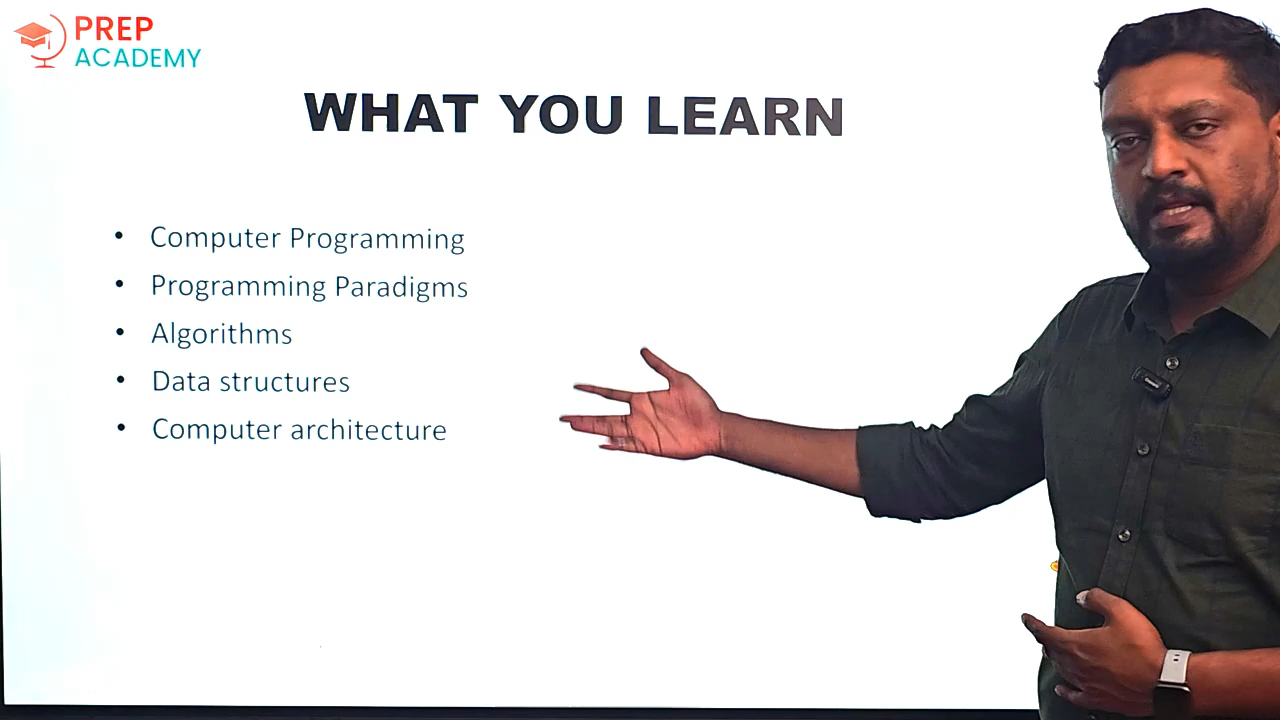 PREP
ACADEMY
WHAT YOU LEARN
• Computer Programming
• Programming Paradigms
• Algorithms
• Data structures
• Computer architecture